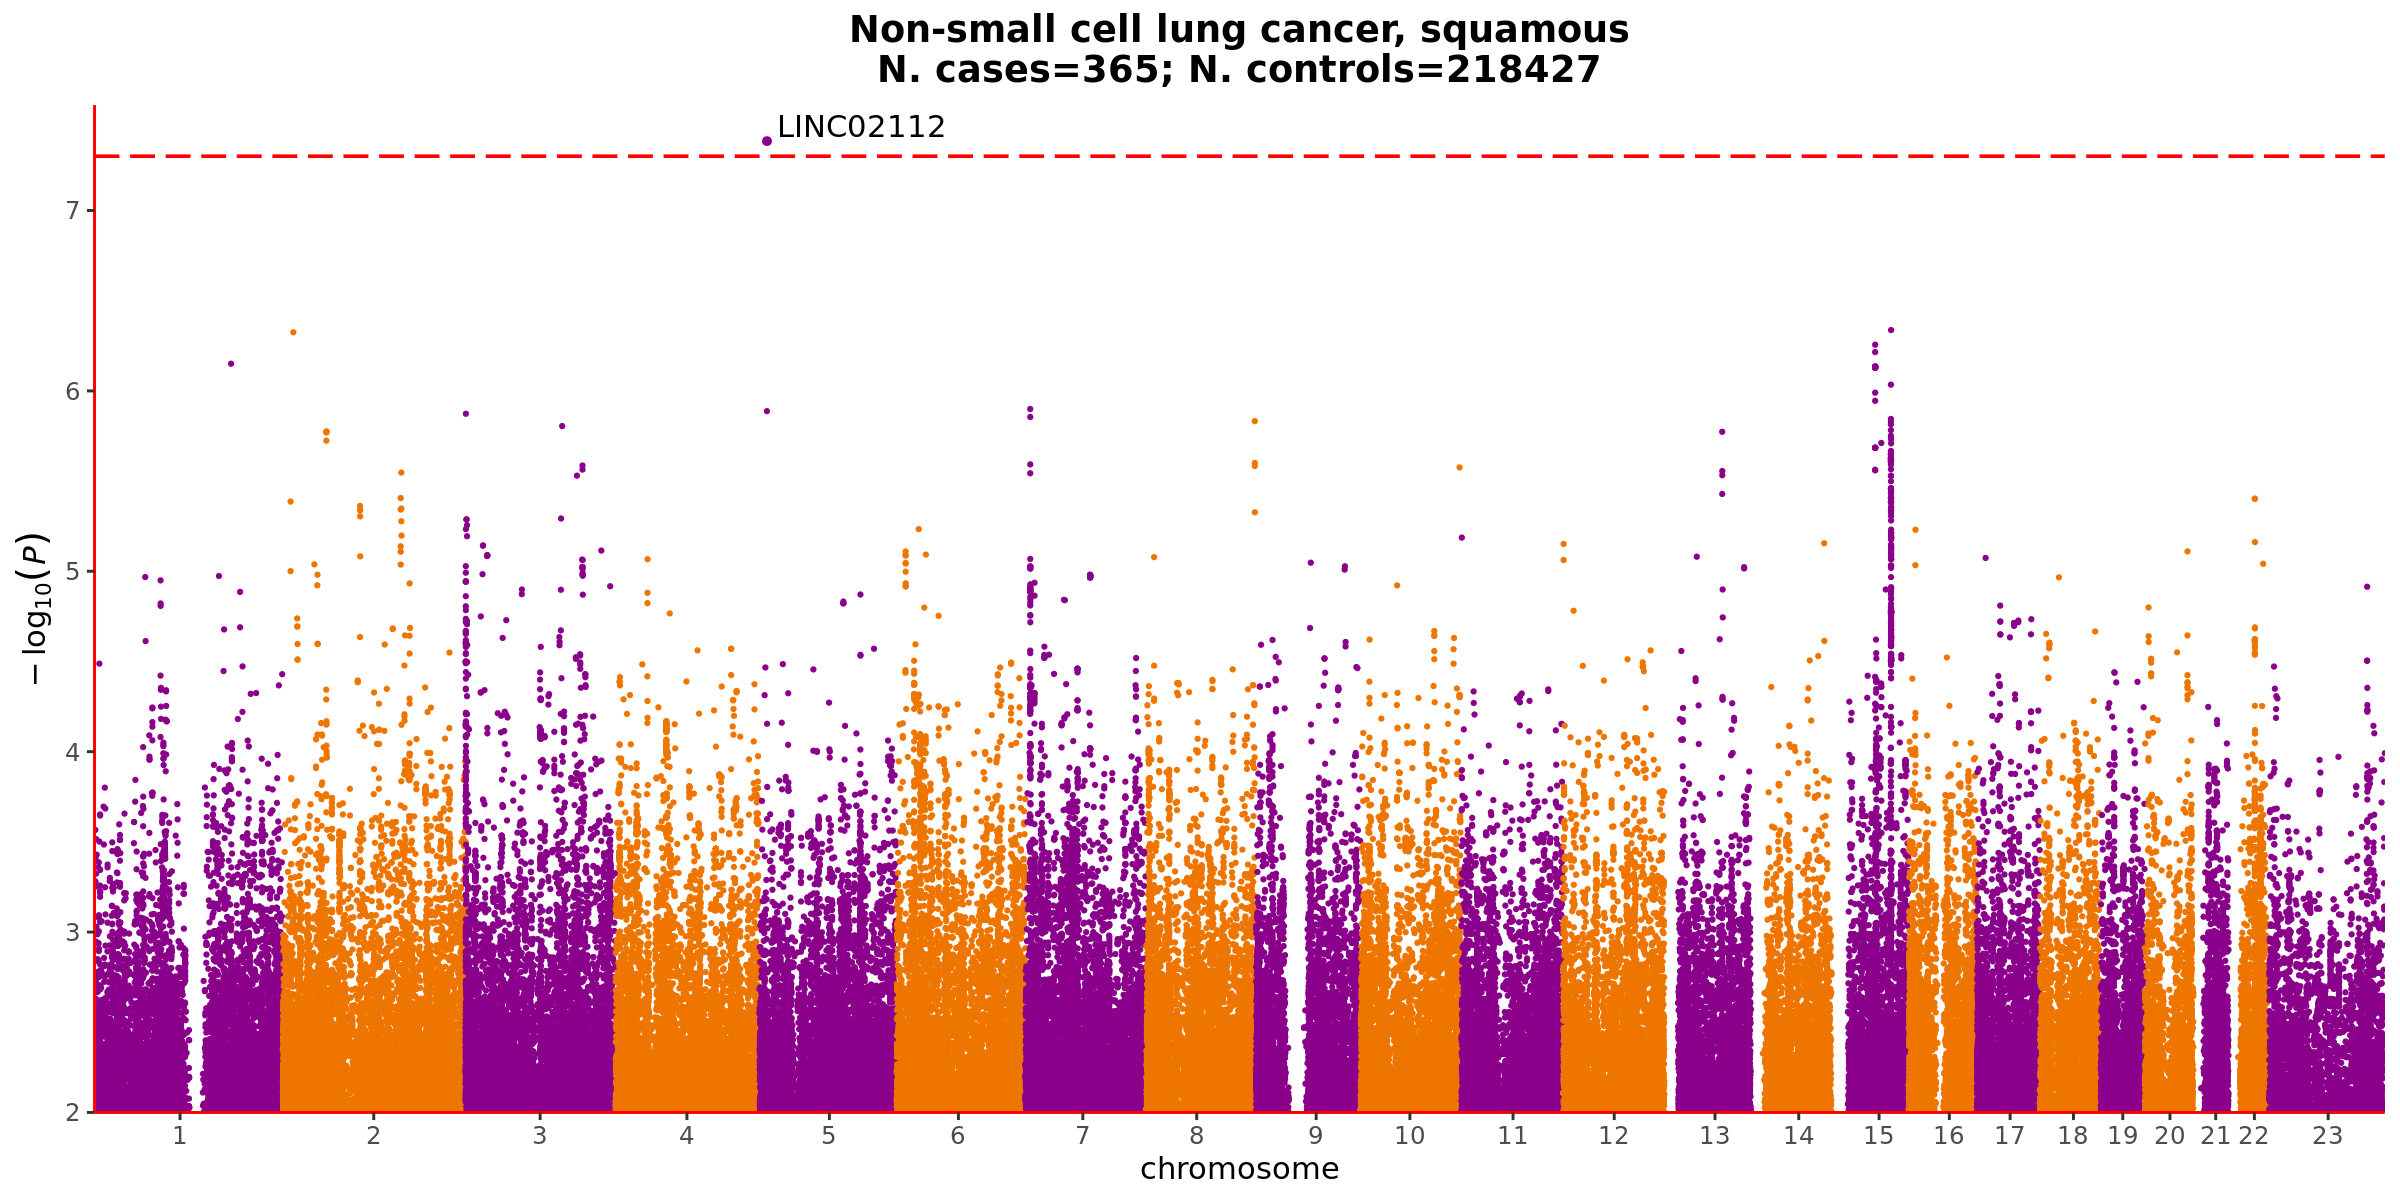 Non-small cell lung cancer, squamous
N. cases=365; N. controls=218427
LINC02112
7
6
5
4
3
2
−log10(P)
1 2 3 4 5 6 7 8 9 10 11 12 13 14 15 16 17 18 19 20 21 22 23
chromosome